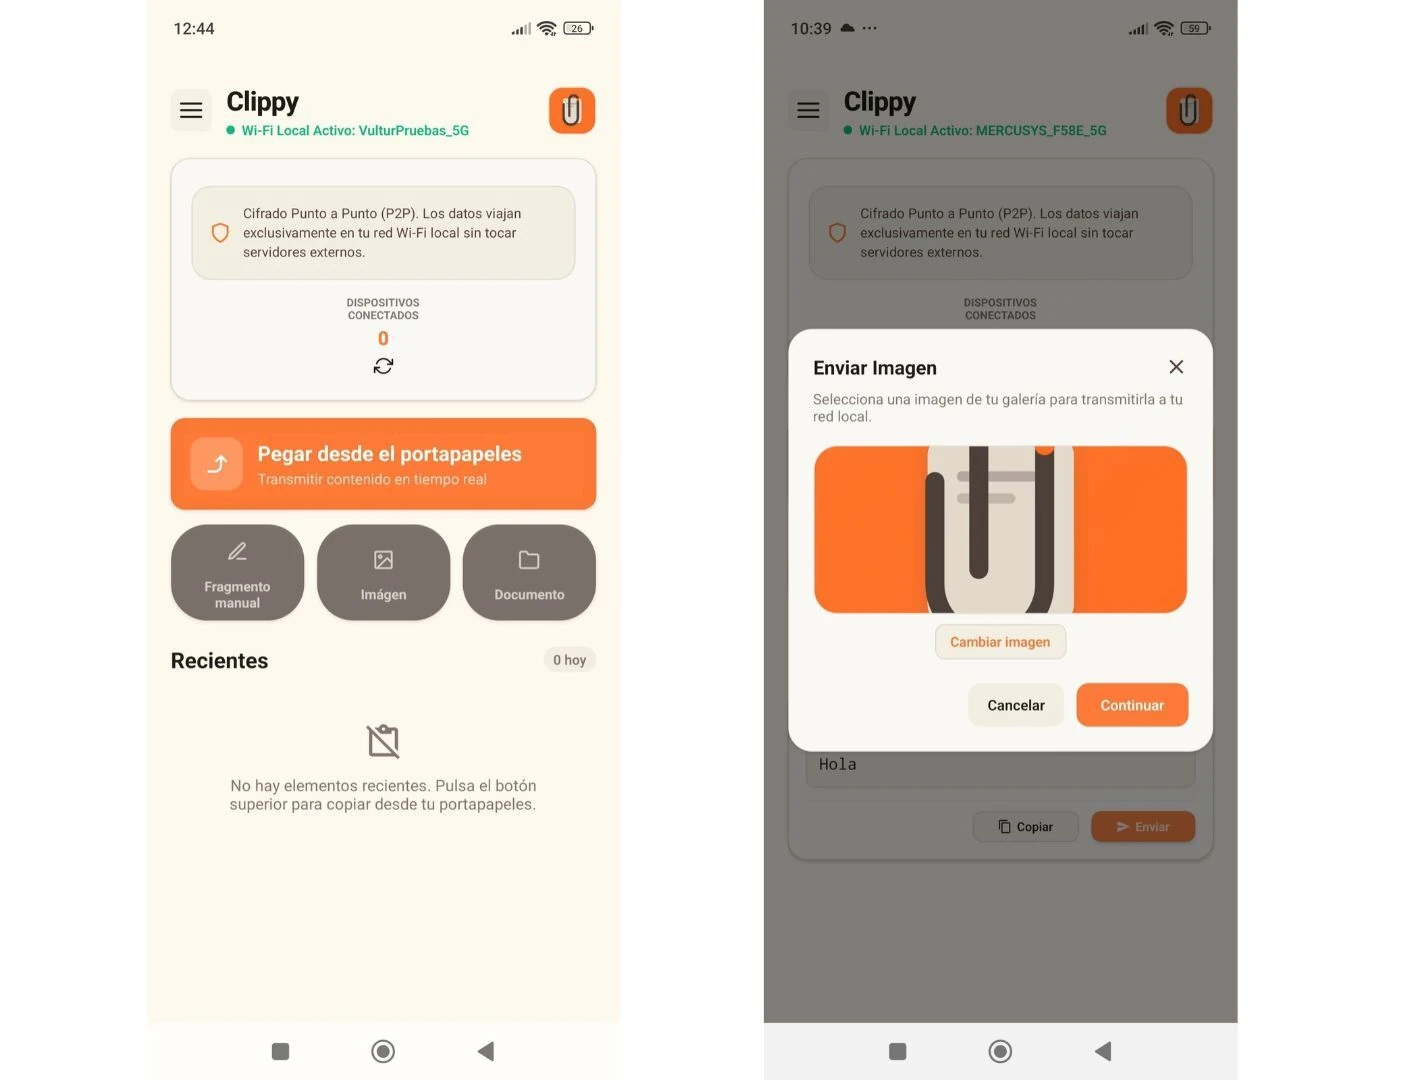 12:44
26
Clippy
Wi-Fi Local Activo: VulturPruebas_5G
Cifrado Punto a Punto (P2P). Los datos viajan
exclusivamente en tu red Wi-Fi local sin tocar
servidores externos.
DISPOSITIVOS
CONECTADOS
0
Pegar desde el portapapeles
Transmitir contenido en tiempo real
Fragmento
manual
Imágen
Documento
Recientes
0 hoy
No hay elementos recientes. Pulsa el botón
superior para copiar desde tu portapapeles.
10:39
59
Clippy
Wi-Fi Local Activo: MERCUSYS_F58E_5G
Cifrado Punto a Punto (P2P). Los datos viajan
exclusivamente en tu red Wi-Fi local sin tocar
servidores externos.
DISPOSITIVOS
CONECTADOS
Enviar Imagen
Selecciona una imagen de tu galería para transmitirla a tu
red local.
Cambiar imagen
Cancelar
Continuar
Hola
Copiar
Enviar